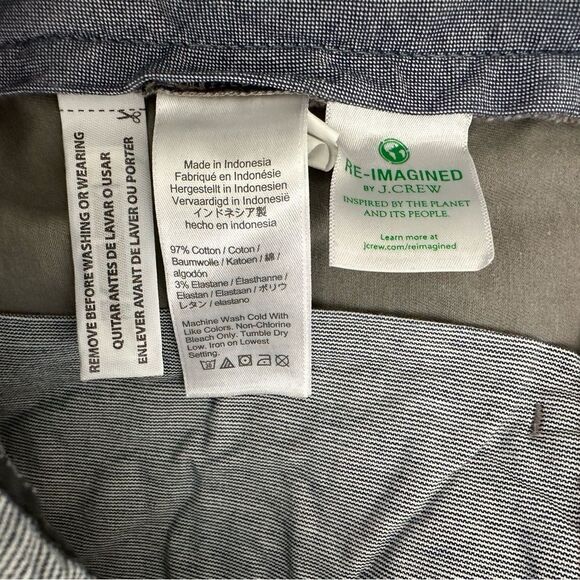 REMOVE BEFORE WASHING OR WEARING
QUITAR ANTES DE LAVAR O USAR
ENLEVER AVANT DE LAVER OU PORTER
Made in Indonesia
Fabriqué en Indonésie
Hergestellt in Indonesien
Vervaardigd in Indonesië
インドネシア製
hecho en indonesia
97% Cotton / Coton /
Baumwolle / Katoen / 綿 /
algodón
3% Elastane / Élasthanne /
Elastan / Elastaan / ポリウ
レタン / elastano
Machine Wash Cold With
Like Colors. Non-Chlorine
Bleach Only. Tumble Dry
Low. Iron on Lowest
Setting.
RE-IMAGINED
BY J.CREW
INSPIRED BY THE PLANET
AND ITS PEOPLE.
Learn more at
jcrew.com/reimagined